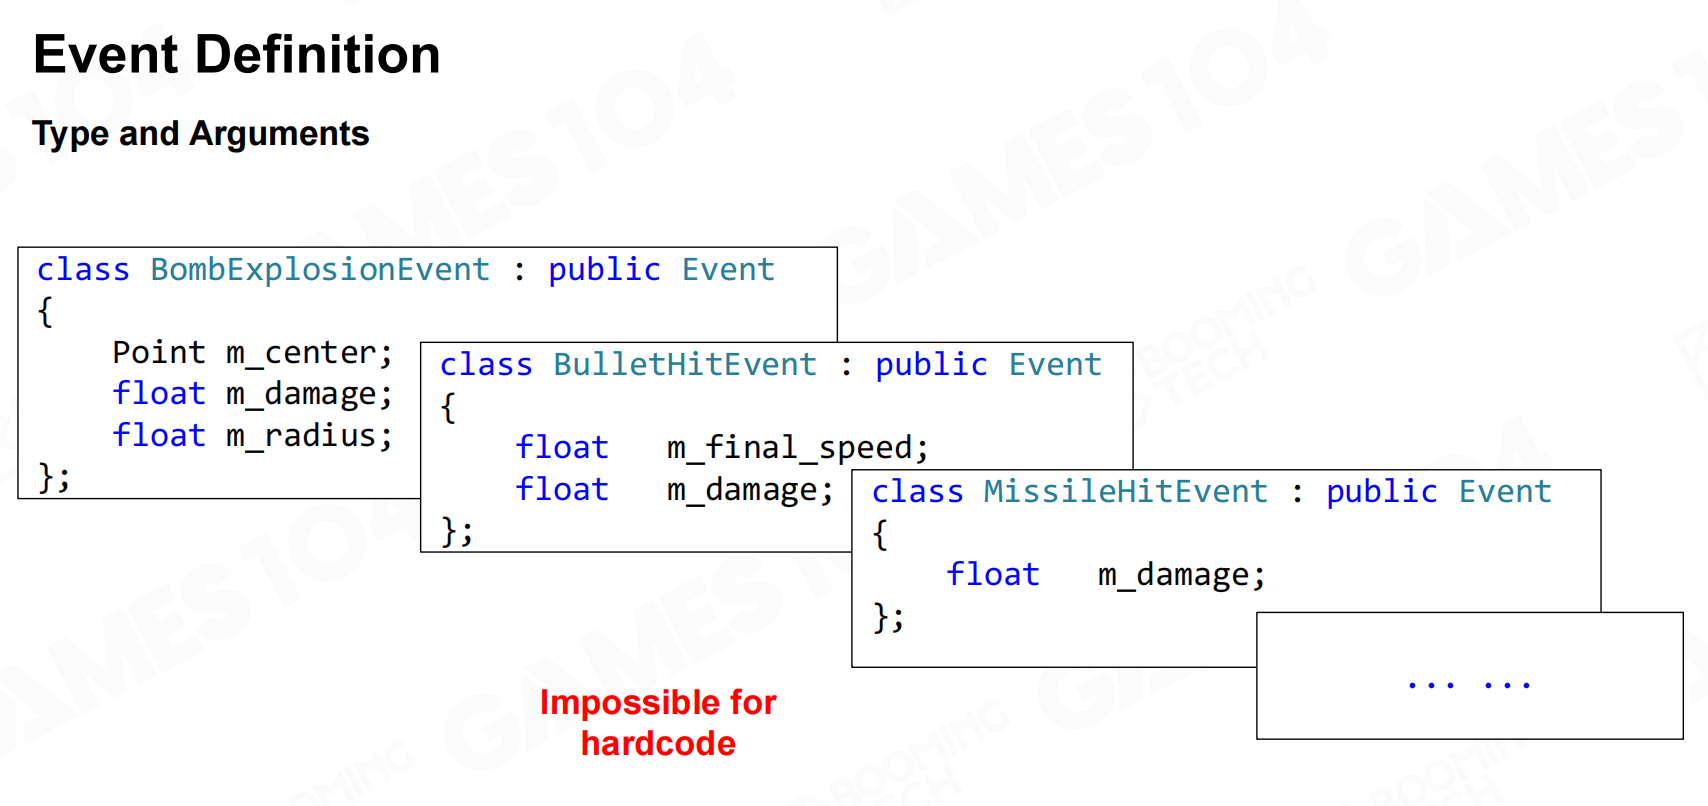 Event Definition
Type and Arguments
class BombExplosionEvent : public Event
{
Point m_center;
float m_damage;
float m_radius;
};
class BulletHitEvent : public Event
{
float m_final_speed;
float m_damage;
};
class MissileHitEvent : public Event
{
float m_damage;
};
... ...
Impossible for
hardcode
GAMES104
BOOMING
TECH